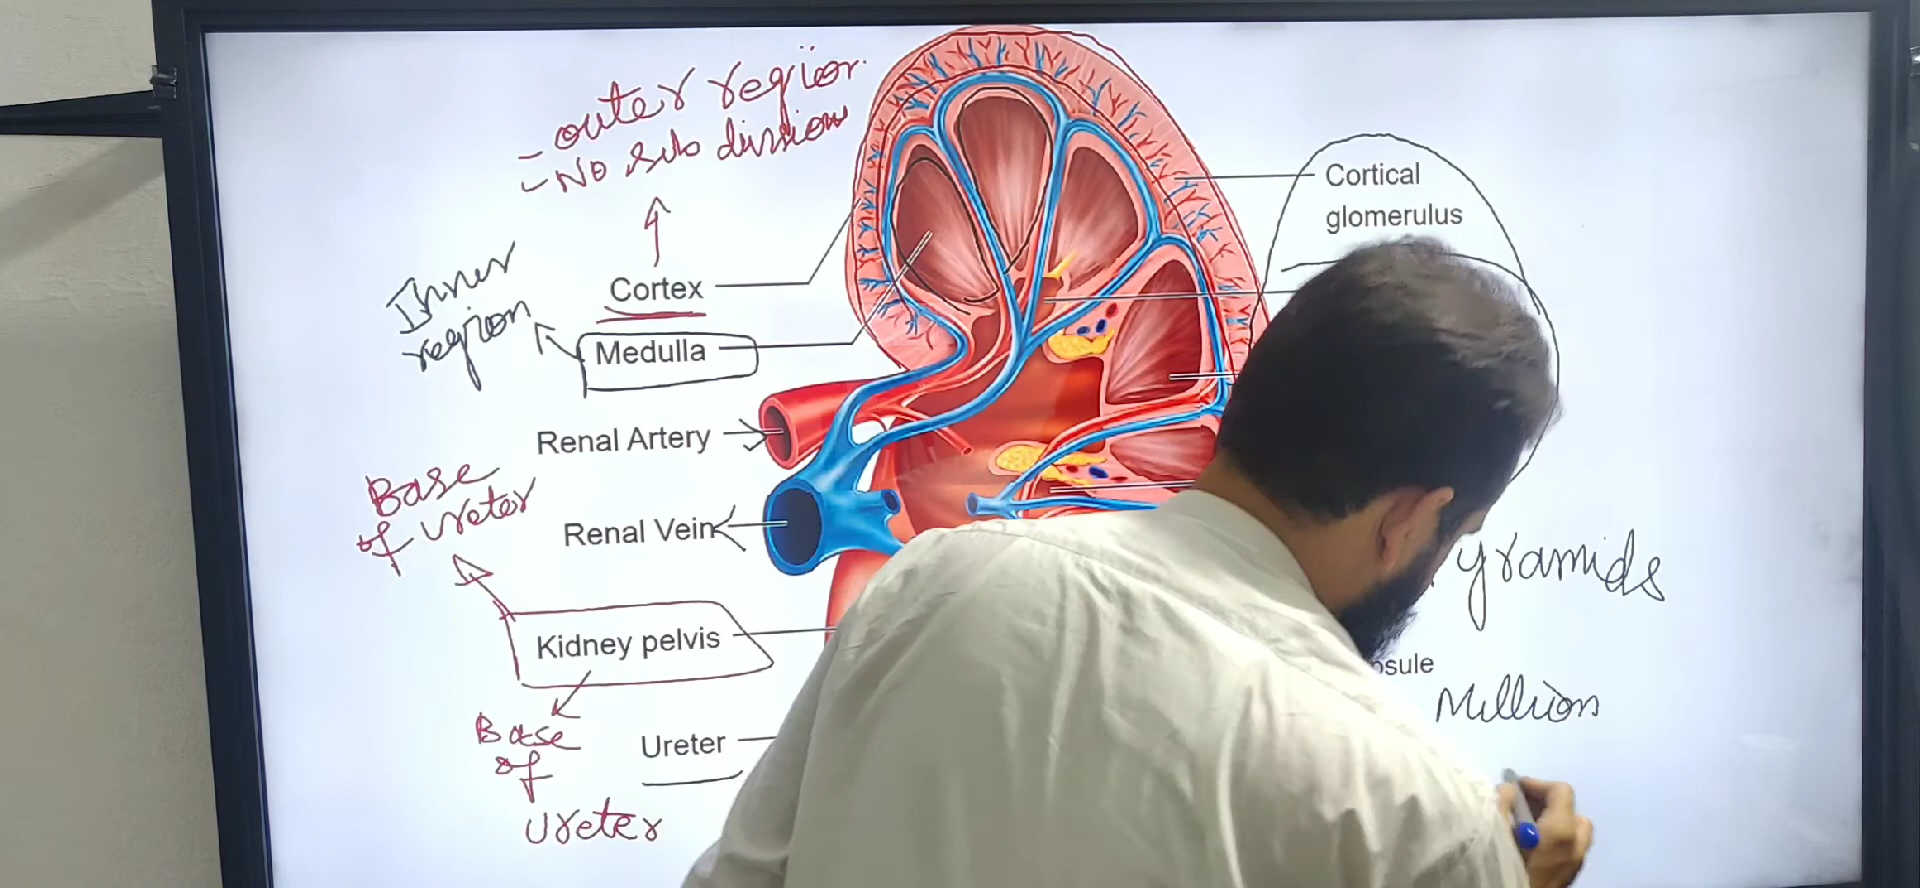 - outer region.
- No sub division
Cortical
glomerulus
Inner
region
Cortex
Medulla
Renal Artery
Base
of Ureter
Renal Vein
yramids
Kidney pelvis
psule
Million
Base
of
Ureter
Ureter